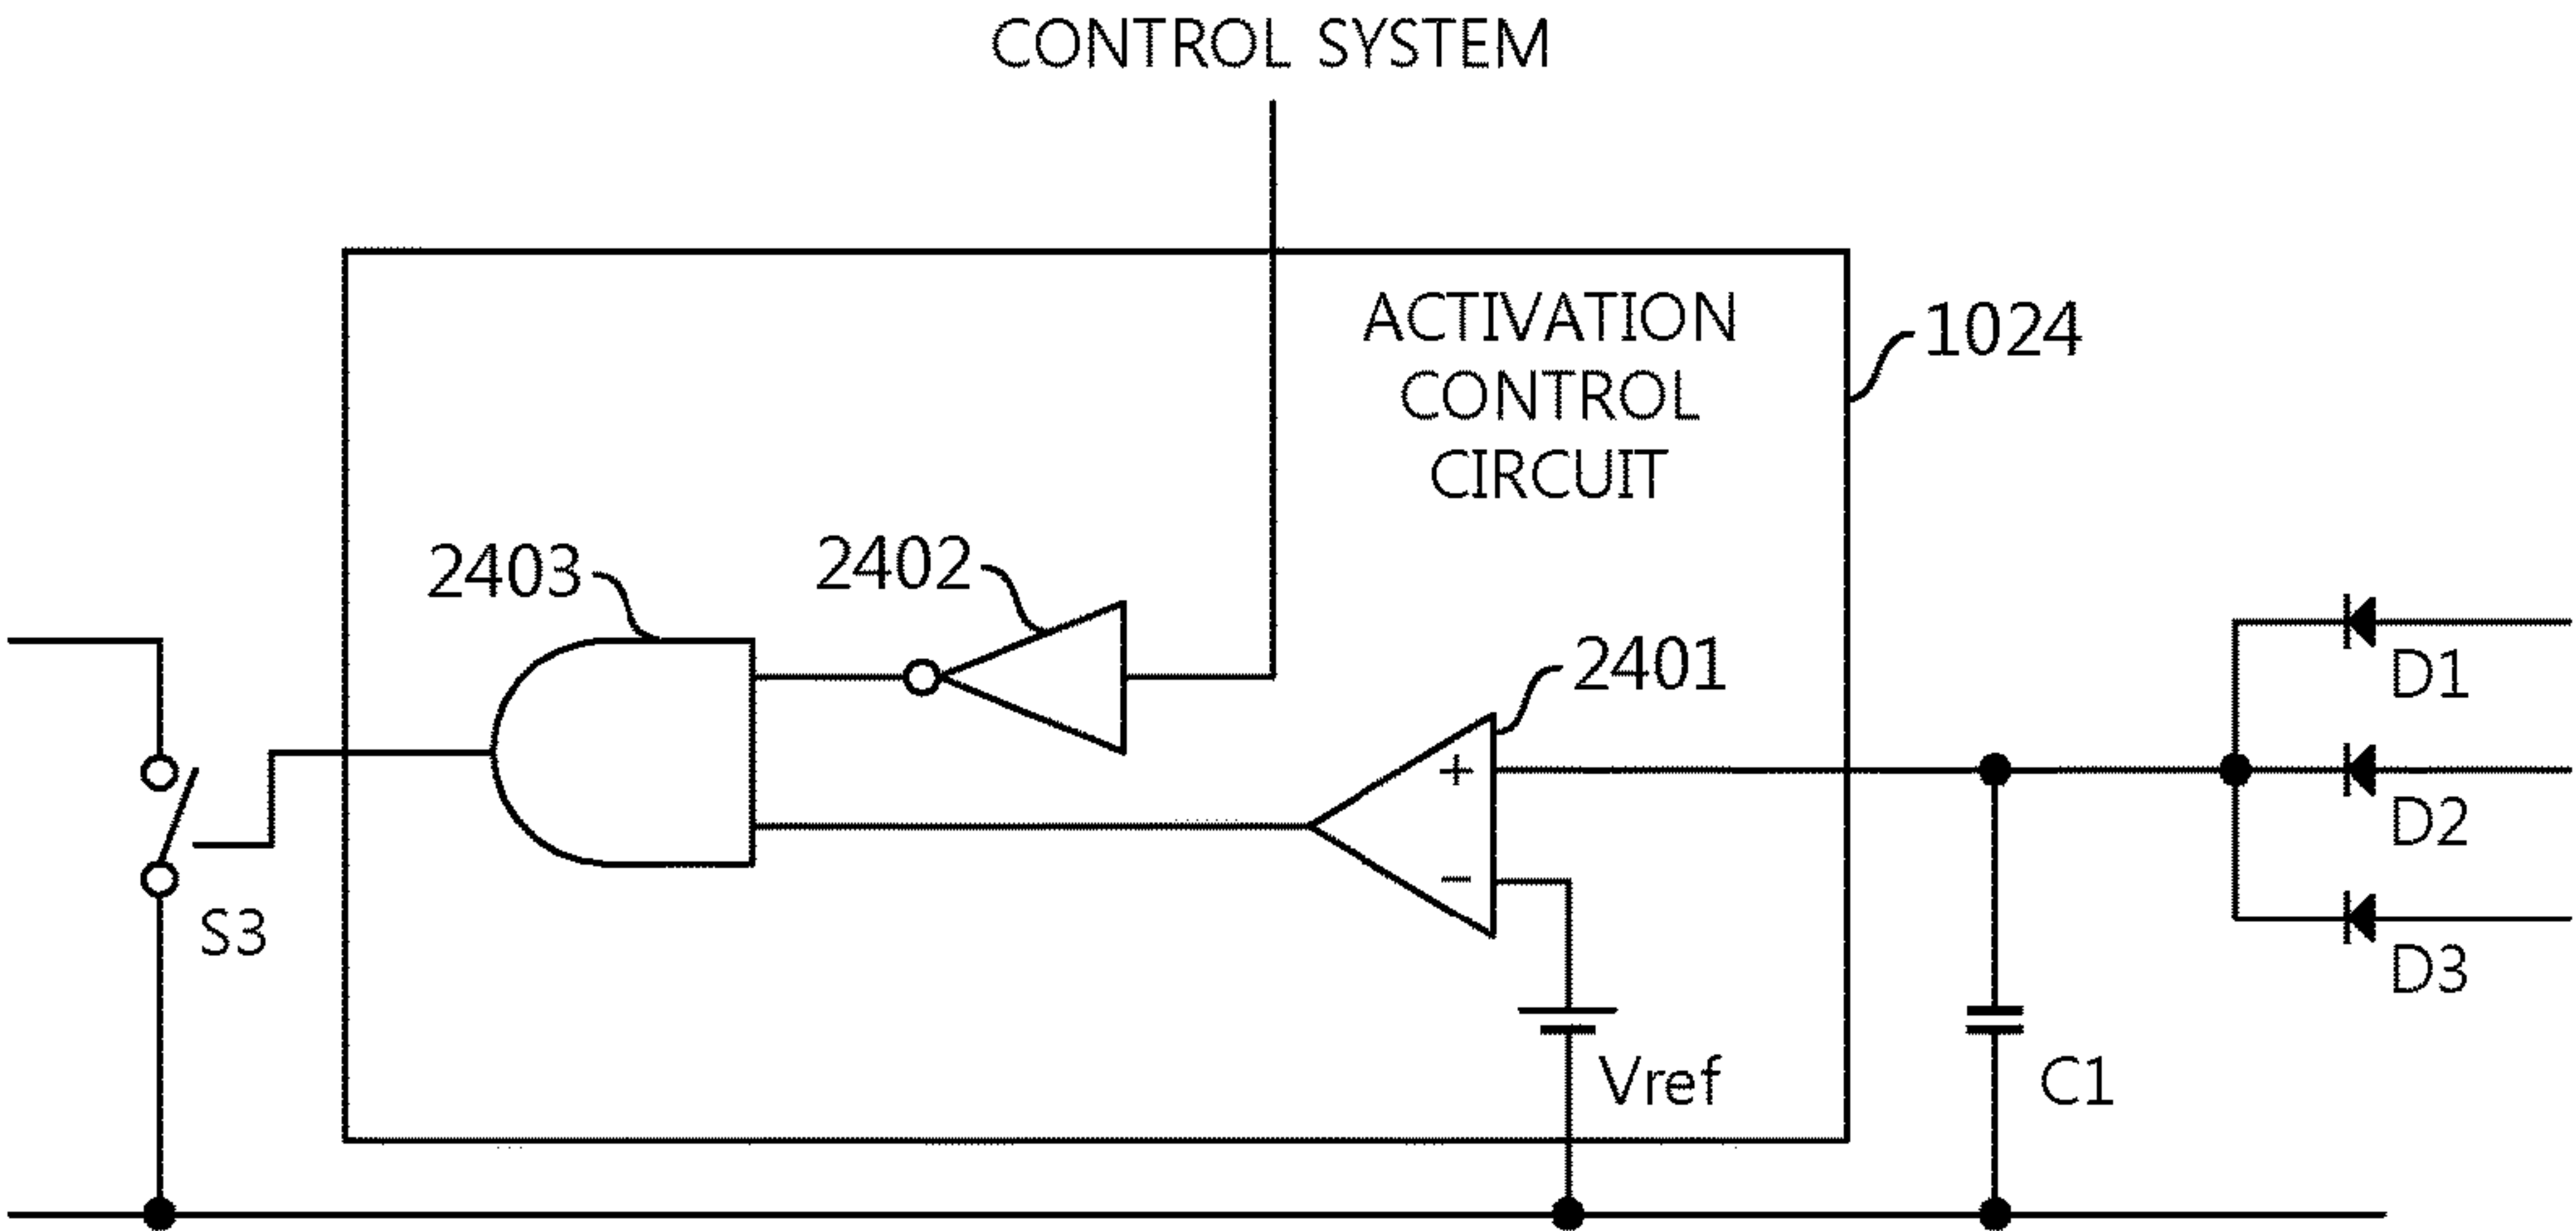 CONTROL SYSTEM
ACTIVATION
CONTROL
CIRCUIT
1024
2403
2402
2401
+
−
S3
Vref
C1
D1
D2
D3